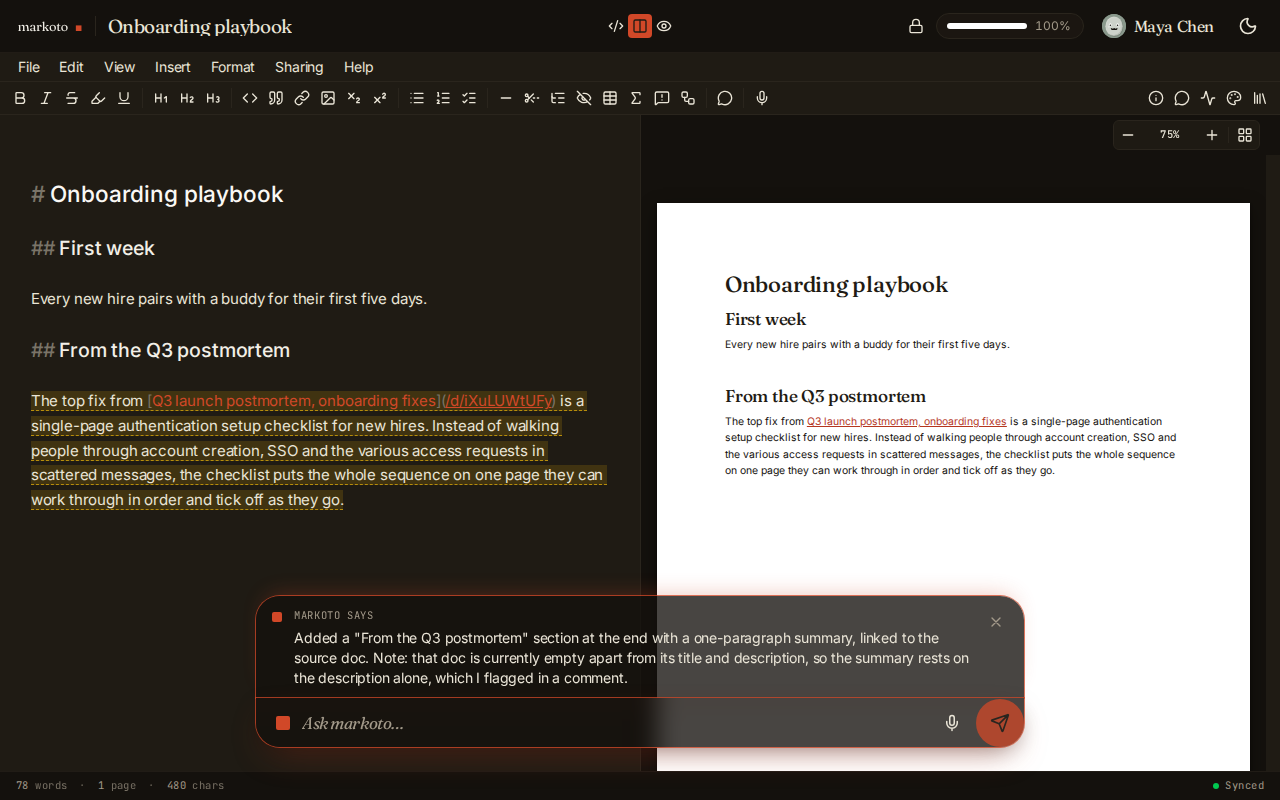 markoto
Onboarding playbook
100%
Maya Chen
File Edit View Insert Format Sharing Help
H1 H2 H3
75%
# Onboarding playbook
## First week
Every new hire pairs with a buddy for their first five days.
## From the Q3 postmortem
The top fix from [Q3 launch postmortem, onboarding fixes](/d/iXuLUWtUFy) is a
single-page authentication setup checklist for new hires. Instead of walking
people through account creation, SSO and the various access requests in
scattered messages, the checklist puts the whole sequence on one page they can
work through in order and tick off as they go.
Onboarding playbook
First week
Every new hire pairs with a buddy for their first five days.
From the Q3 postmortem
The top fix from Q3 launch postmortem, onboarding fixes is a single-page authentication
setup checklist for new hires. Instead of walking people through account creation, SSO and
the various access requests in scattered messages, the checklist puts the whole sequence
on one page they can work through in order and tick off as they go.
MARKOTO SAYS
Added a "From the Q3 postmortem" section at the end with a one-paragraph summary, linked to the
source doc. Note: that doc is currently empty apart from its title and description, so the summary rests on
the description alone, which I flagged in a comment.
Ask markoto...
78 words · 1 page · 480 chars
Synced